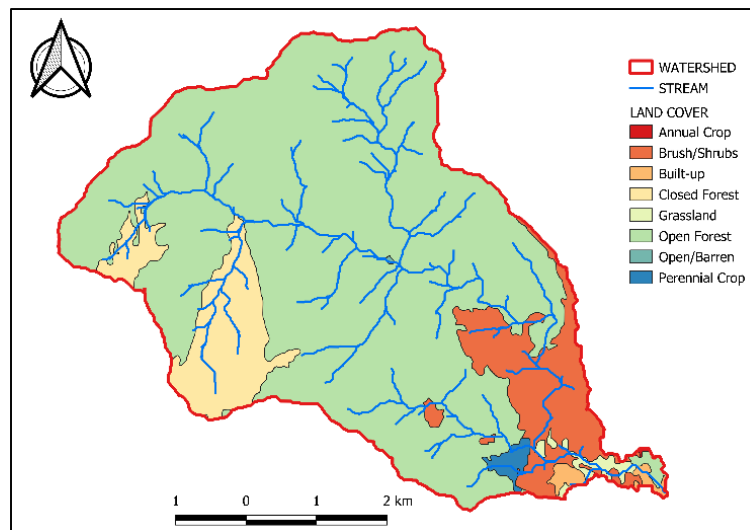 WATERSHED
STREAM
LAND COVER
Annual Crop
Brush/Shrubs
Built-up
Closed Forest
Grassland
Open Forest
Open/Barren
Perennial Crop
1 0 1 2 km